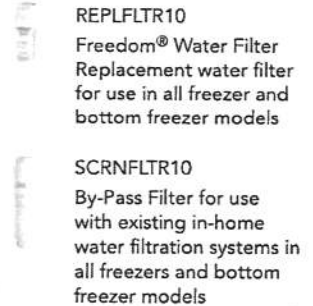 REPLFLTR10
Freedom® Water Filter
Replacement water filter
for use in all freezer and
bottom freezer models
SCRNFLTR10
By-Pass Filter for use
with existing in-home
water filtration systems in
all freezers and bottom
freezer models